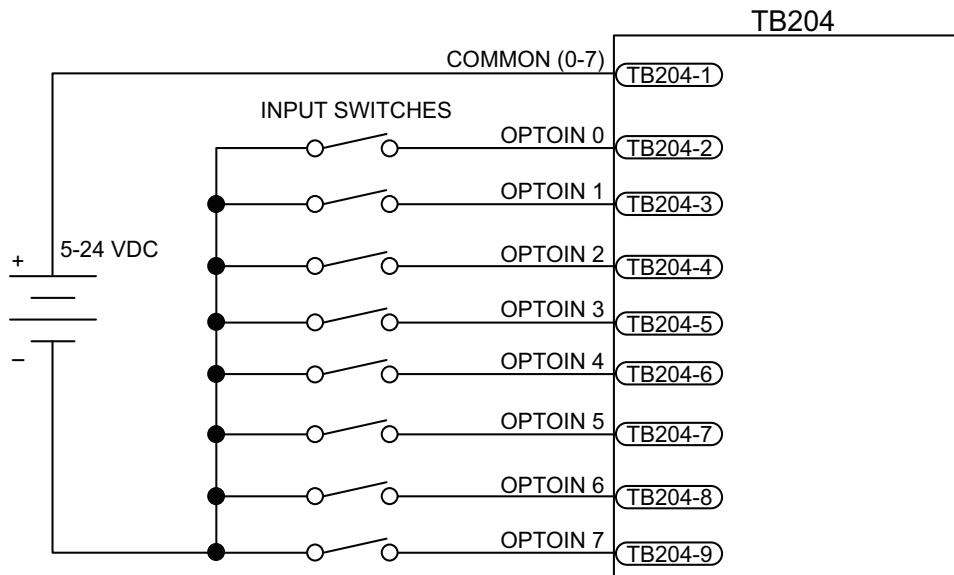 TB204
COMMON (0-7)
TB204-1
INPUT SWITCHES
OPTOIN 0
TB204-2
OPTOIN 1
TB204-3
5-24 VDC
+
OPTOIN 2
TB204-4
OPTOIN 3
TB204-5
–
OPTOIN 4
TB204-6
OPTOIN 5
TB204-7
OPTOIN 6
TB204-8
OPTOIN 7
TB204-9